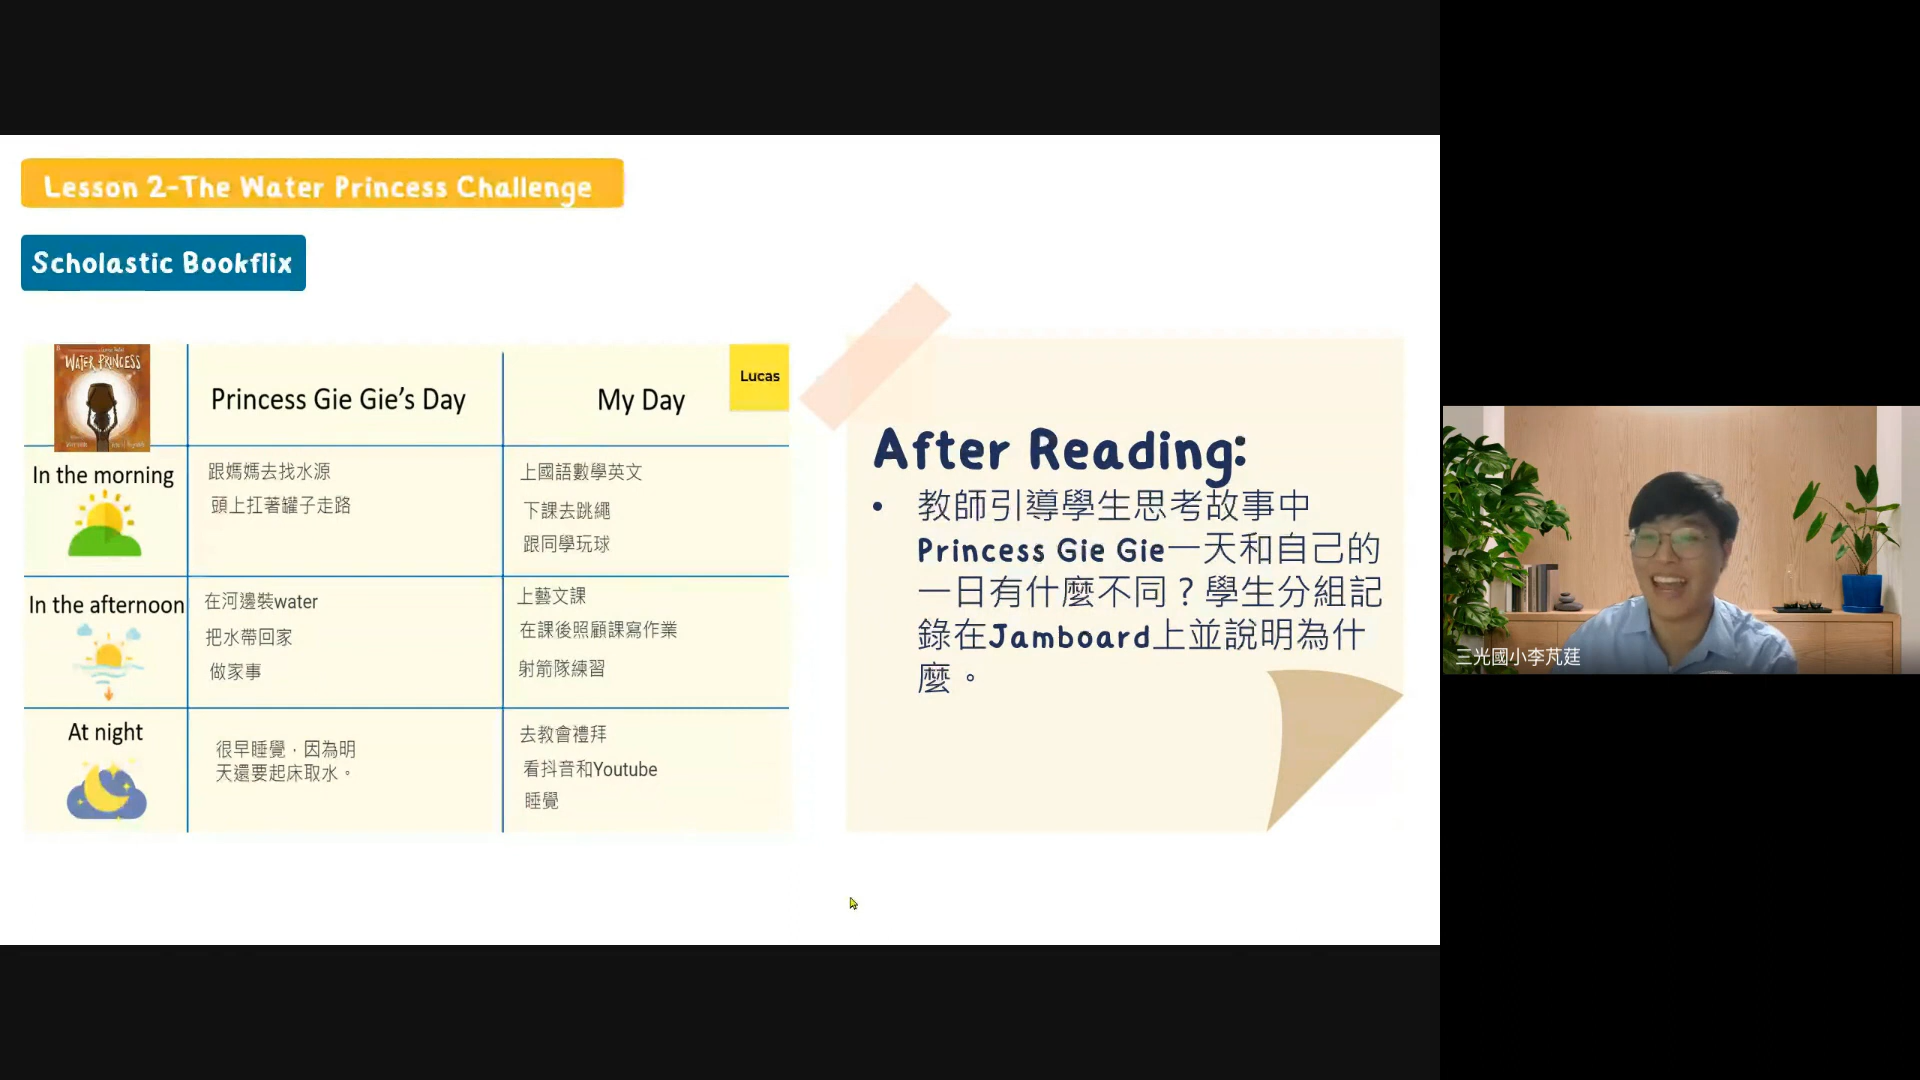 Lesson 2-The Water Princess Challenge
Scholastic Bookflix
WATER PRINCESS
Princess Gie Gie's Day
My Day
Lucas
In the morning
跟媽媽去找水源
頭上扛著罐子走路
上國語數學英文
下課去跳繩
跟同學玩球
In the afternoon
在河邊裝water
把水帶回家
做家事
上藝文課
在課後照顧課寫作業
射箭隊練習
At night
很早睡覺,因為明
天還要起床取水。
去教會禮拜
看抖音和Youtube
睡覺
After Reading:
• 教師引導學生思考故事中
Princess Gie Gie一天和自己的
一日有什麼不同?學生分組記
錄在Jamboard上並說明為什
麼。
三光國小李芃莛